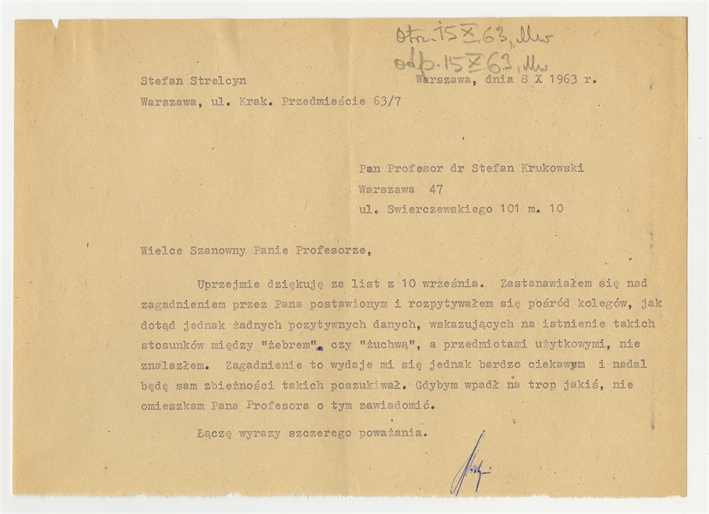 otrz. 15 X 63, Mw
odp. 15 X 63, Mw
Stefan Strelcyn Warszawa, dnia 8 X 1963 r.
Warszawa, ul. Krak. Przedmieście 63/7
Pan Profesor dr Stefan Krukowski
Warszawa 47
ul. Swierczewskiego 101 m. 10
Wielce Szanowny Panie Profesorze,
Uprzejmie dziękuję za list z 10 września. Zastanawiałem się nad
zagadnieniem przez Pana postawionym i rozpytywałem się pośród kolegów, jak
dotąd jednak żadnych pozytywnych danych, wskazujących na istnienie takich
stosunków między "żebrem", czy "żuchwą", a przedmiotami użytkowymi, nie
znalazłem. Zagadnienie to wydaje mi się jednak bardzo ciekawym i nadal
będę sam zbieżności takich poszukiwał. Gdybym wpadł na trop jakiś, nie
omieszkam Pana Profesora o tym zawiadomić.
Łączę wyrazy szczerego poważania.